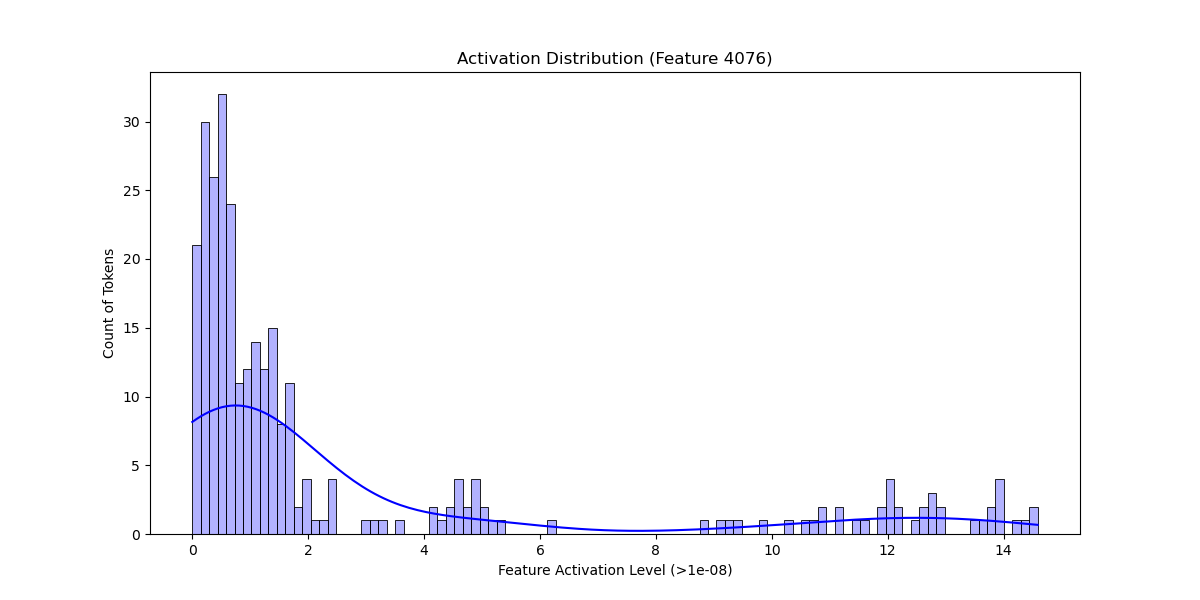 Activation Distribution (Feature 4076)
30
25
20
15
10
5
0
Count of Tokens
0 2 4 6 8 10 12 14
Feature Activation Level (>1e-08)